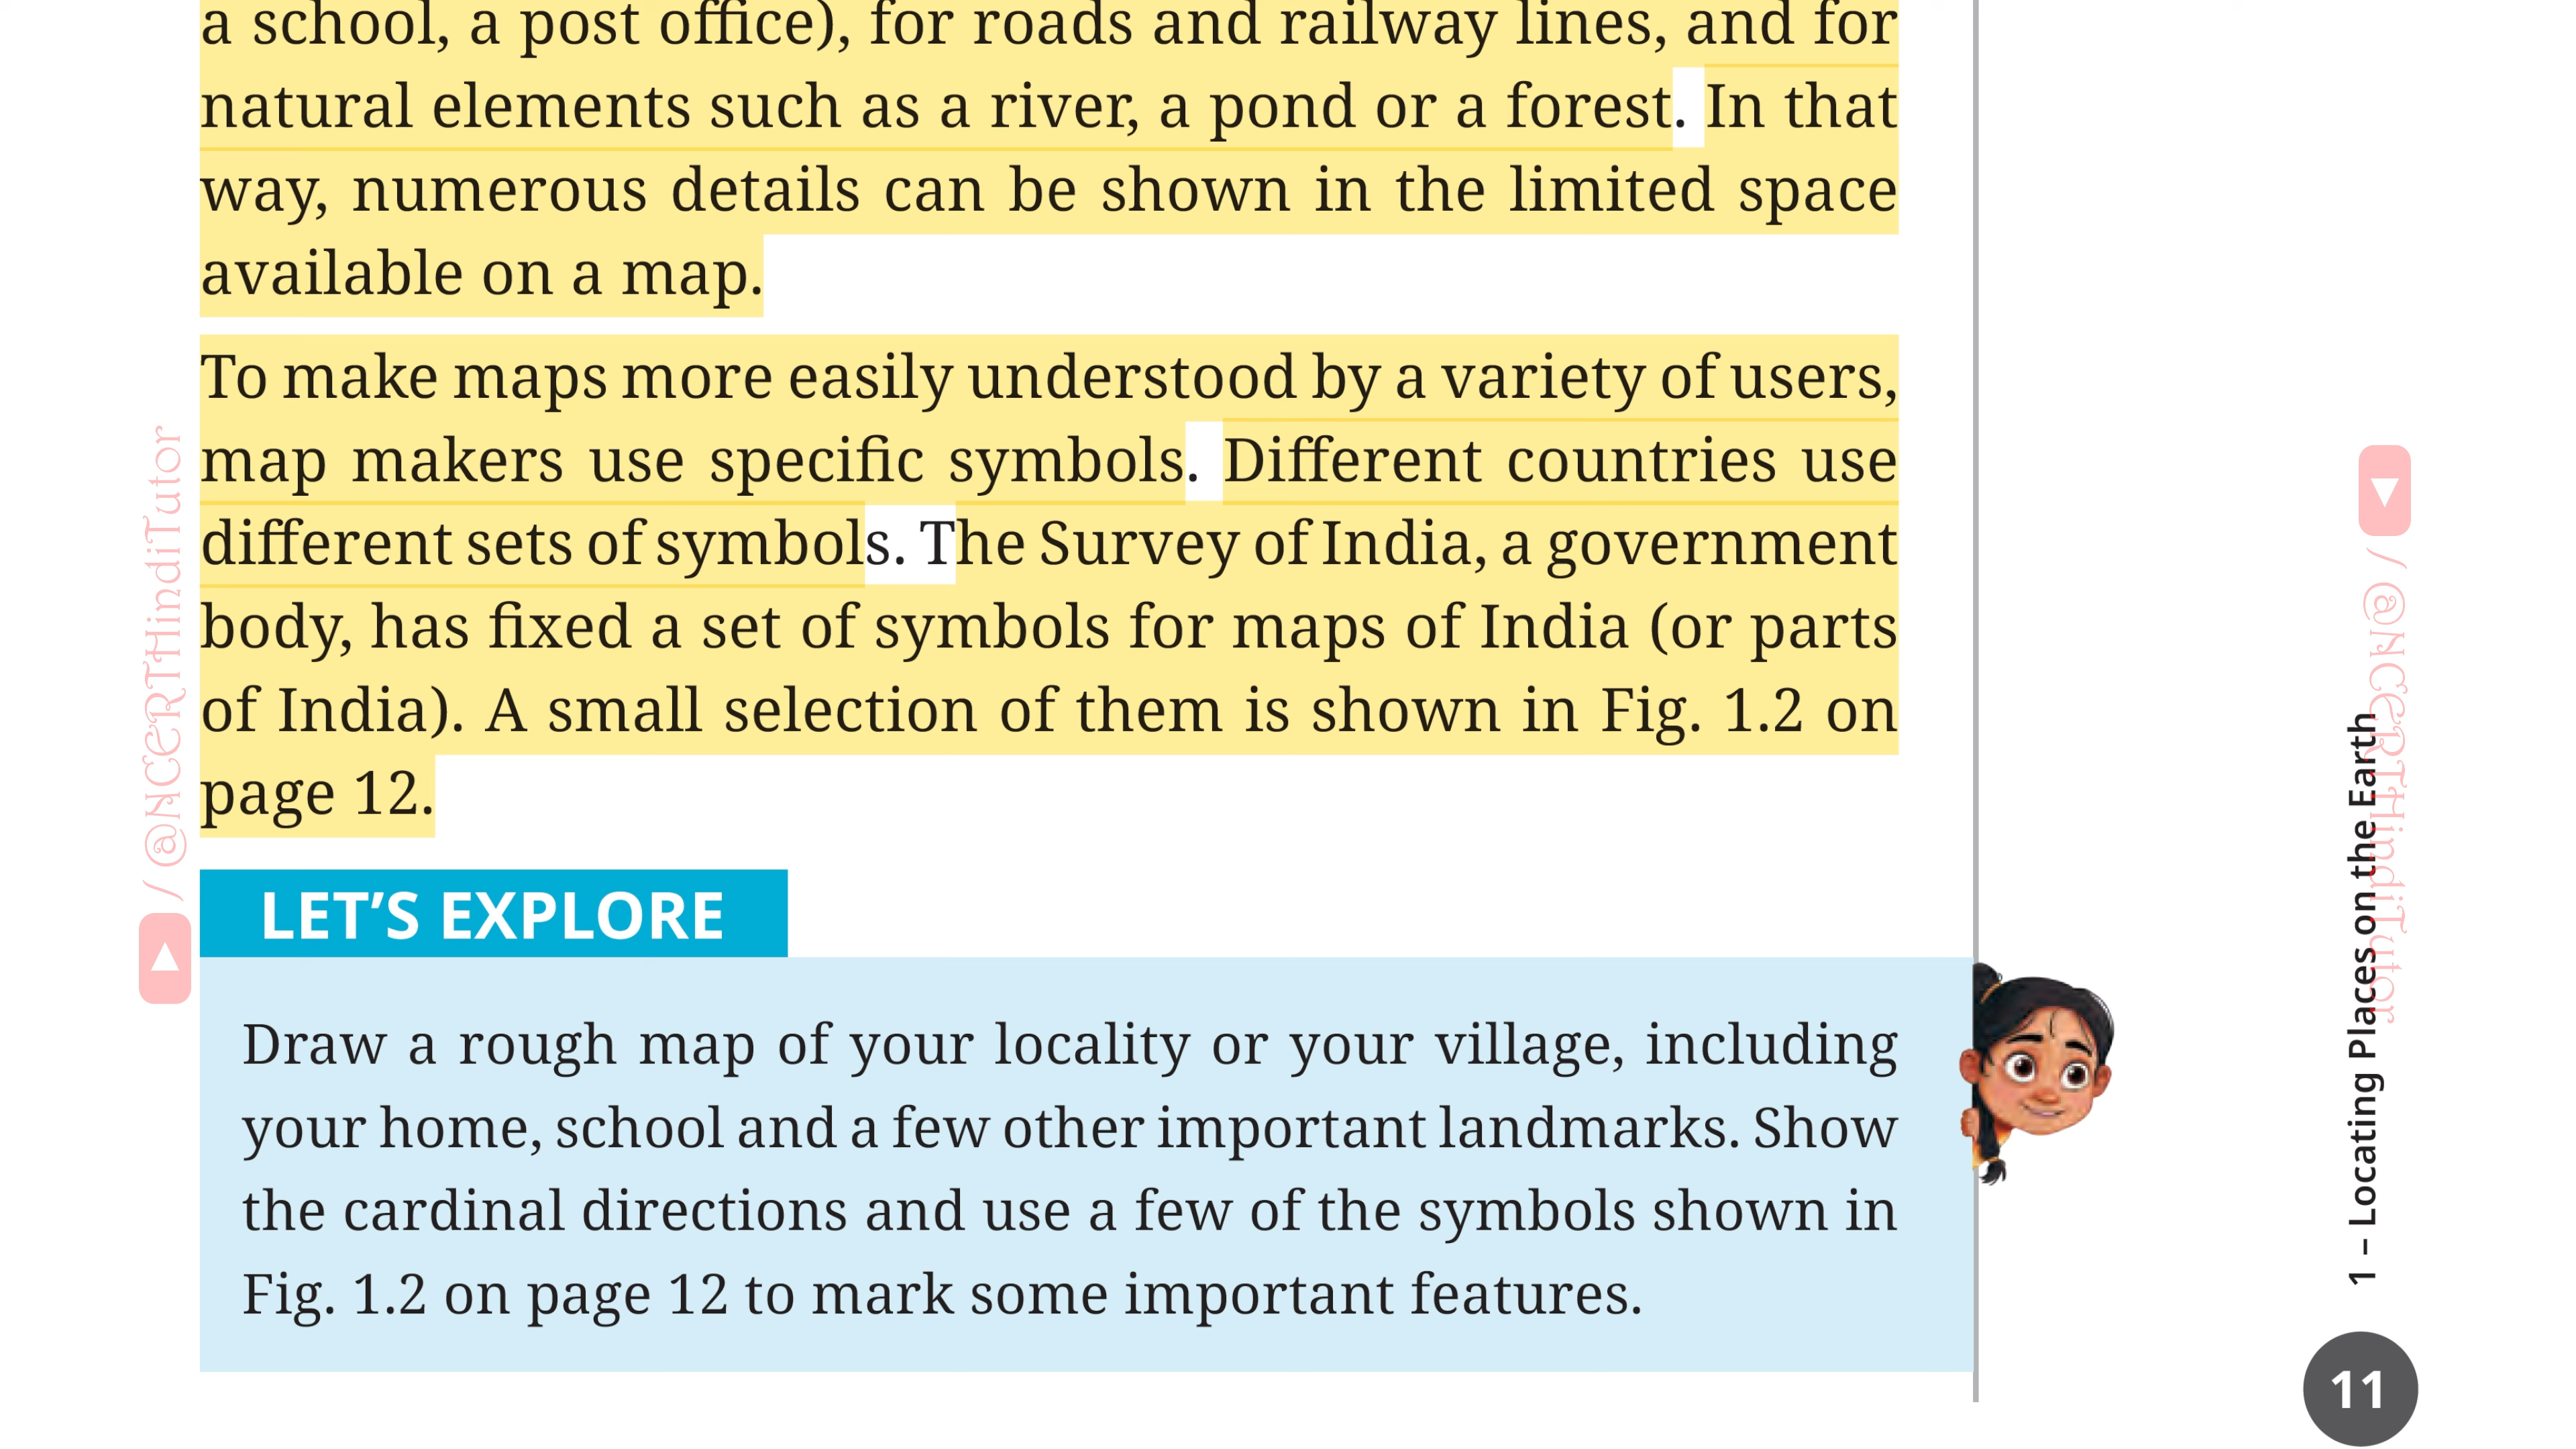 a school, a post office), for roads and railway lines, and for
natural elements such as a river, a pond or a forest. In that
way, numerous details can be shown in the limited space
available on a map.
To make maps more easily understood by a variety of users,
map makers use specific symbols. Different countries use
different sets of symbols. The Survey of India, a government
body, has fixed a set of symbols for maps of India (or parts
of India). A small selection of them is shown in Fig. 1.2 on
page 12.
LET’S EXPLORE
Draw a rough map of your locality or your village, including
your home, school and a few other important landmarks. Show
the cardinal directions and use a few of the symbols shown in
Fig. 1.2 on page 12 to mark some important features.
/ @NCERTHindiTutor
/ @NCERTHindiTutor
1 – Locating Places on the Earth
11